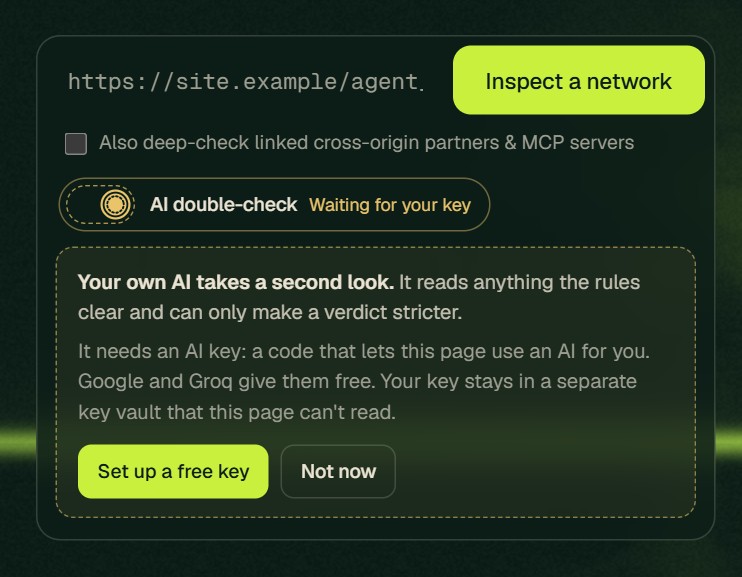 https://site.example/agent.
Inspect a network
Also deep-check linked cross-origin partners & MCP servers
AI double-check Waiting for your key
Your own AI takes a second look. It reads anything the rules
clear and can only make a verdict stricter.
It needs an AI key: a code that lets this page use an AI for you.
Google and Groq give them free. Your key stays in a separate
key vault that this page can't read.
Set up a free key
Not now